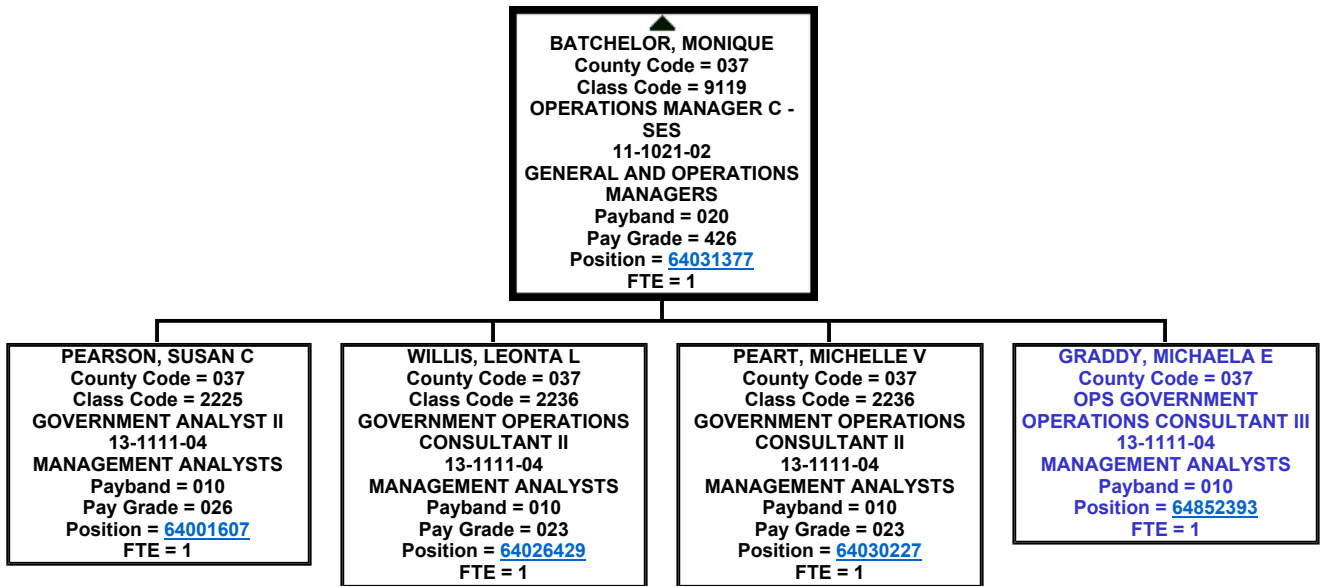 BATCHELOR, MONIQUE
County Code = 037
Class Code = 9119
OPERATIONS MANAGER C -
SES
11-1021-02
GENERAL AND OPERATIONS
MANAGERS
Payband = 020
Pay Grade = 426
Position = 64031377
FTE = 1
PEARSON, SUSAN C
County Code = 037
Class Code = 2225
GOVERNMENT ANALYST II
13-1111-04
MANAGEMENT ANALYSTS
Payband = 010
Pay Grade = 026
Position = 64001607
FTE = 1
WILLIS, LEONTA L
County Code = 037
Class Code = 2236
GOVERNMENT OPERATIONS
CONSULTANT II
13-1111-04
MANAGEMENT ANALYSTS
Payband = 010
Pay Grade = 023
Position = 64026429
FTE = 1
PEART, MICHELLE V
County Code = 037
Class Code = 2236
GOVERNMENT OPERATIONS
CONSULTANT II
13-1111-04
MANAGEMENT ANALYSTS
Payband = 010
Pay Grade = 023
Position = 64030227
FTE = 1
GRADDY, MICHAELA E
County Code = 037
OPS GOVERNMENT
OPERATIONS CONSULTANT III
13-1111-04
MANAGEMENT ANALYSTS
Payband = 010
Position = 64852393
FTE = 1